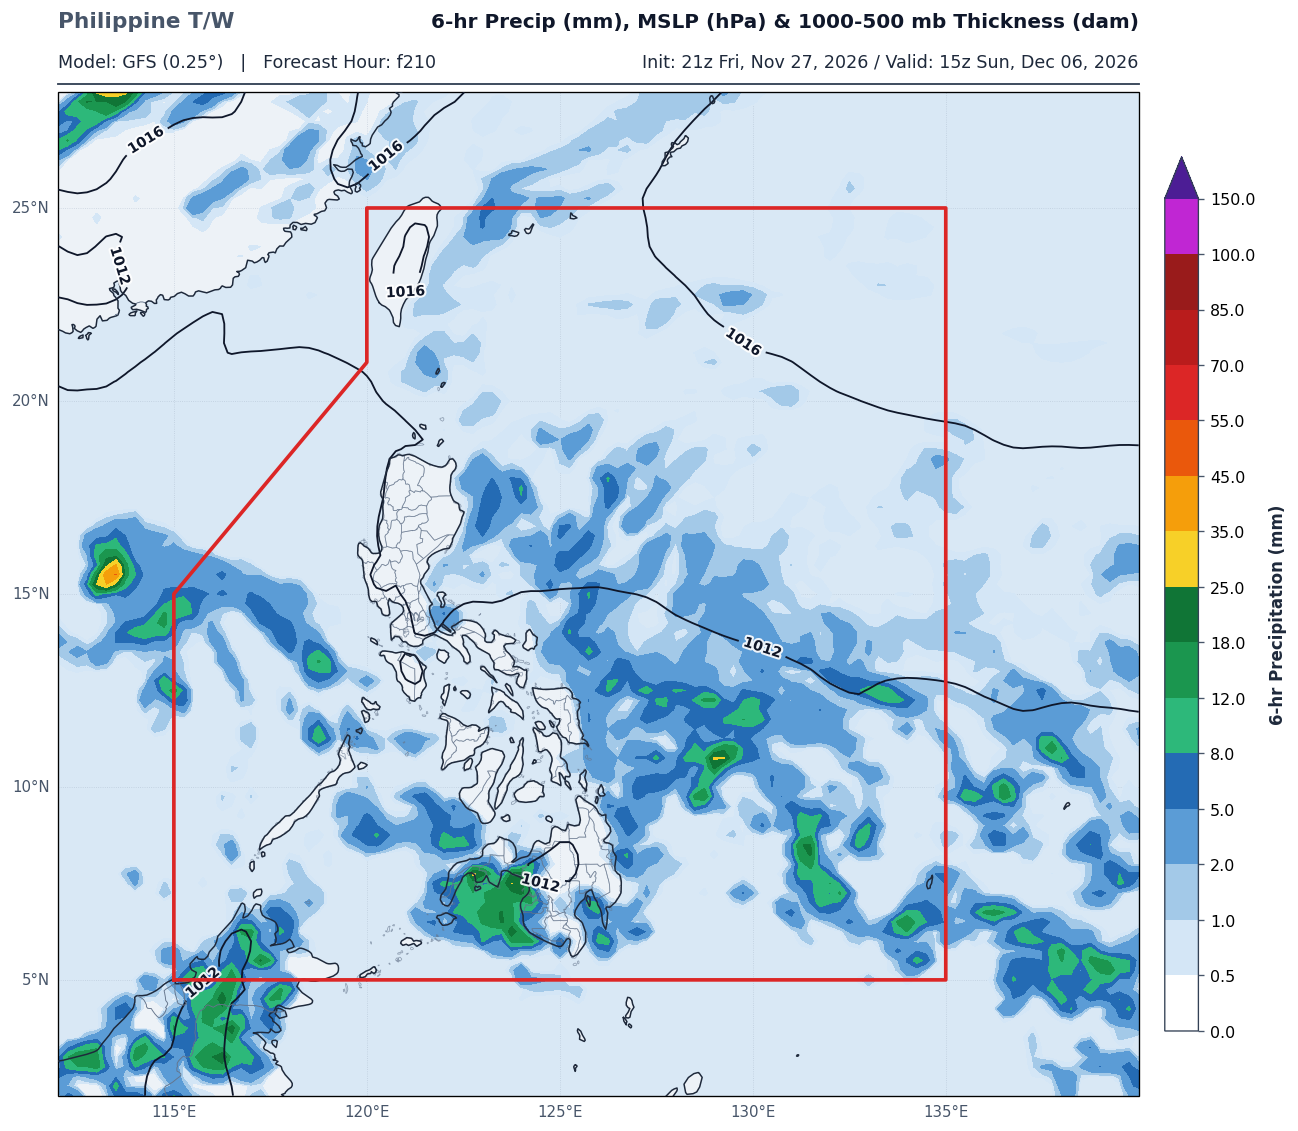 Philippine T/W
6-hr Precip (mm), MSLP (hPa) & 1000-500 mb Thickness (dam)
Model: GFS (0.25°) | Forecast Hour: f210
Init: 21z Fri, Nov 27, 2026 / Valid: 15z Sun, Dec 06, 2026
1016
1016
1012
1016
1016
1012
1012
1012
25°N
20°N
15°N
10°N
5°N
115°E
120°E
125°E
130°E
135°E
150.0
100.0
85.0
70.0
55.0
45.0
35.0
25.0
18.0
12.0
8.0
5.0
2.0
1.0
0.5
0.0
6-hr Precipitation (mm)